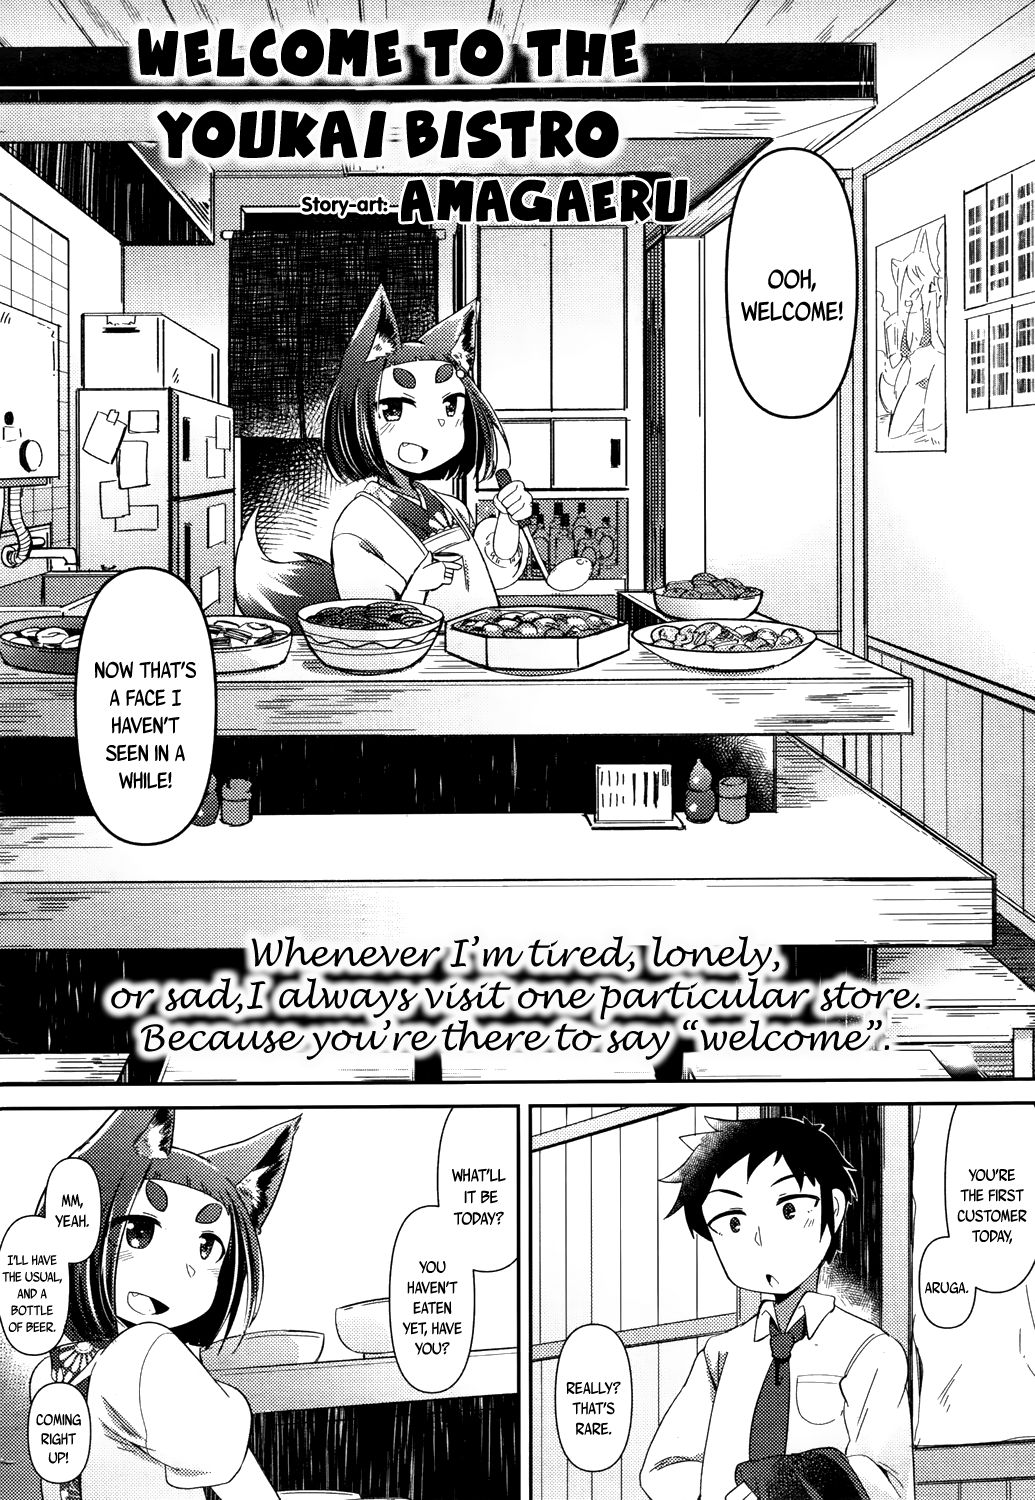 WELCOME TO THE
YOUKAI BISTRO
Story-art: AMAGAERU
OOH,
WELCOME!
NOW THAT'S
A FACE I
HAVEN'T
SEEN IN A
WHILE!
Whenever I'm tired, lonely,
or sad,I always visit one particular store.
Because you're there to say “welcome”.
YOU'RE
THE FIRST
CUSTOMER
TODAY,
ARUGA.
REALLY?
THAT'S
RARE.
WHAT'LL
IT BE
TODAY?
YOU
HAVEN'T
EATEN
YET, HAVE
YOU?
MM,
YEAH.
I'LL HAVE
THE USUAL,
AND A
BOTTLE
OF BEER.
COMING
RIGHT
UP!